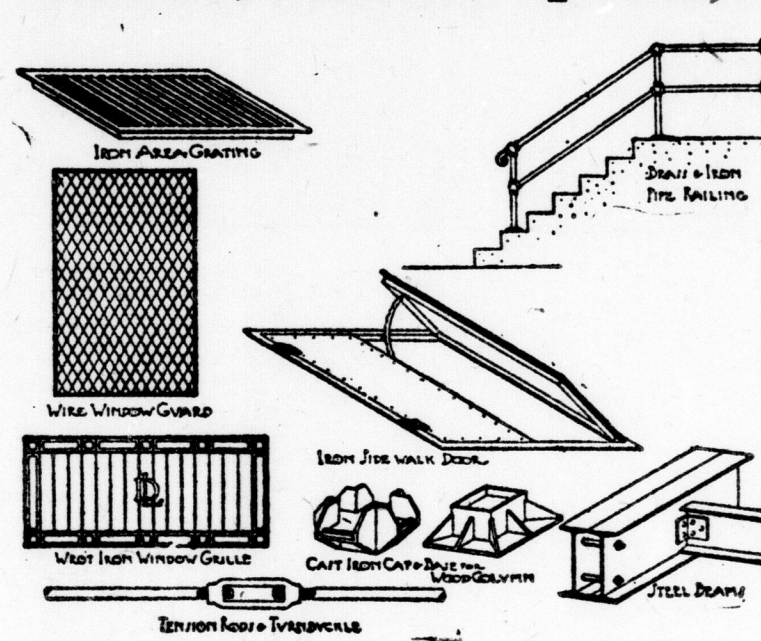 IRON AREA GRATING
BRASS & IRON
PIPE RAILING
WIRE WINDOW GUARD
IRON SIDE WALK DOOR
WRO'T IRON WINDOW GRILLE
CAST IRON CAP & BASE FOR
WOOD COLUMN
STEEL BEAMS
TENSION RODS & TURNBUCKLE